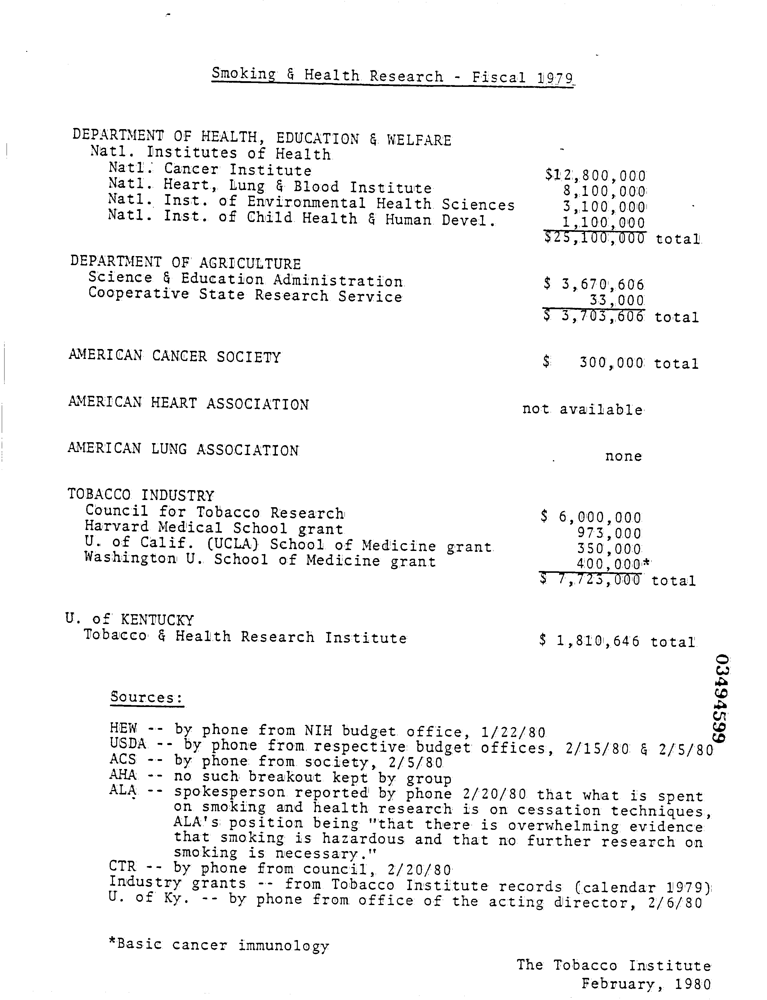 Smoking & Health Research - Fiscal 1979
DEPARTMENT OF HEALTH, EDUCATION & WELFARE
Natl. Institutes of Health
Natl. Cancer Institute $12,800,000
Natl. Heart, Lung & Blood Institute 8,100,000
Natl. Inst. of Environmental Health Sciences 3,100,000
Natl. Inst. of Child Health & Human Devel. 1,100,000
$25,100,000 total
DEPARTMENT OF AGRICULTURE
Science & Education Administration $ 3,670,606
Cooperative State Research Service 33,000
$ 3,703,606 total
AMERICAN CANCER SOCIETY $ 300,000 total
AMERICAN HEART ASSOCIATION not available
AMERICAN LUNG ASSOCIATION none
TOBACCO INDUSTRY
Council for Tobacco Research $ 6,000,000
Harvard Medical School grant 973,000
U. of Calif. (UCLA) School of Medicine grant 350,000
Washington U. School of Medicine grant 400,000*
$ 7,723,000 total
U. of KENTUCKY
Tobacco & Health Research Institute $ 1,810,646 total
03494599
Sources:
HEW -- by phone from NIH budget office, 1/22/80
USDA -- by phone from respective budget offices, 2/15/80 & 2/5/80
ACS -- by phone from society, 2/5/80
AHA -- no such breakout kept by group
ALA -- spokesperson reported by phone 2/20/80 that what is spent
on smoking and health research is on cessation techniques,
ALA's position being "that there is overwhelming evidence
that smoking is hazardous and that no further research on
smoking is necessary."
CTR -- by phone from council, 2/20/80
Industry grants -- from Tobacco Institute records (calendar 1979)
U. of Ky. -- by phone from office of the acting director, 2/6/80
*Basic cancer immunology
The Tobacco Institute
February, 1980